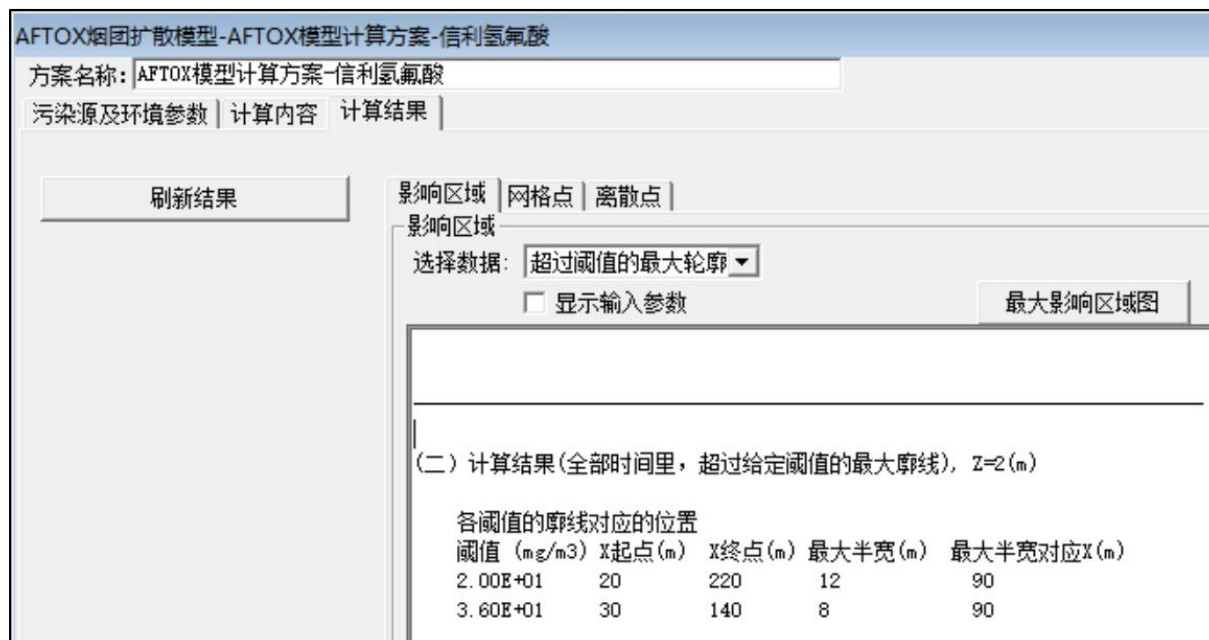 AFTOX烟团扩散模型-AFTOX模型计算方案-信利氢氟酸
方案名称: AFTOX模型计算方案-信利氢氟酸
污染源及环境参数 计算内容 计算结果
刷新结果
影响区域 网格点 离散点
影响区域
选择数据: 超过阈值的最大轮廓
显示输入参数 最大影响区域图
(二) 计算结果(全部时间里，超过给定阈值的最大廓线), Z=2(m)
各阈值的廓线对应的位置
阈值 (mg/m3) X起点(m) X终点(m) 最大半宽(m) 最大半宽对应X(m)
2.00E+01 20 220 12 90
3.60E+01 30 140 8 90